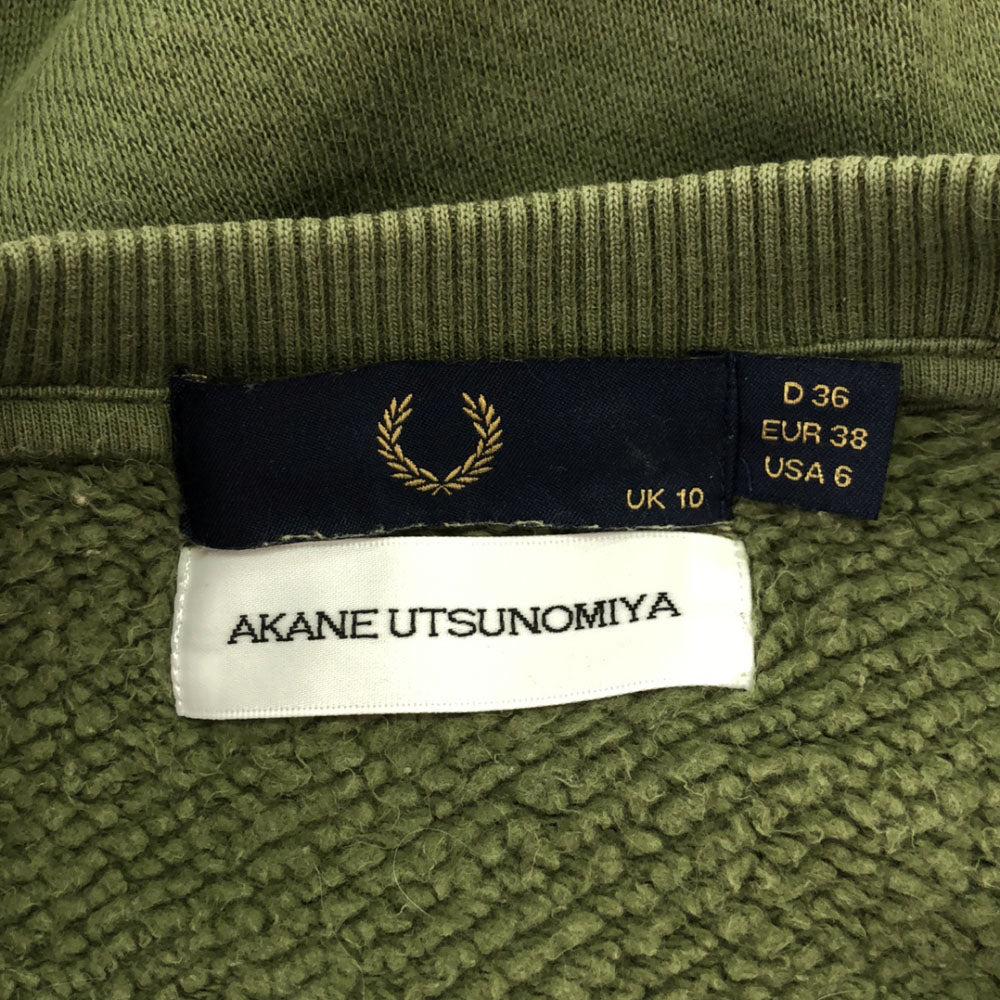 UK 10
D 36
EUR 38
USA 6
AKANE UTSUNOMIYA